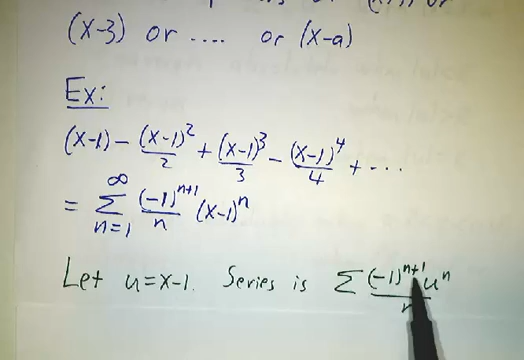 (x-3) or .... or (x-a)
Ex:
(x-1) - (x-1)²/2 + (x-1)³/3 - (x-1)⁴/4 + ...
= ∑_{n=1}^{∞} (-1)^{n+1}/n (x-1)^n
Let u=x-1. Series is ∑ (-1)^{n+1} u^n